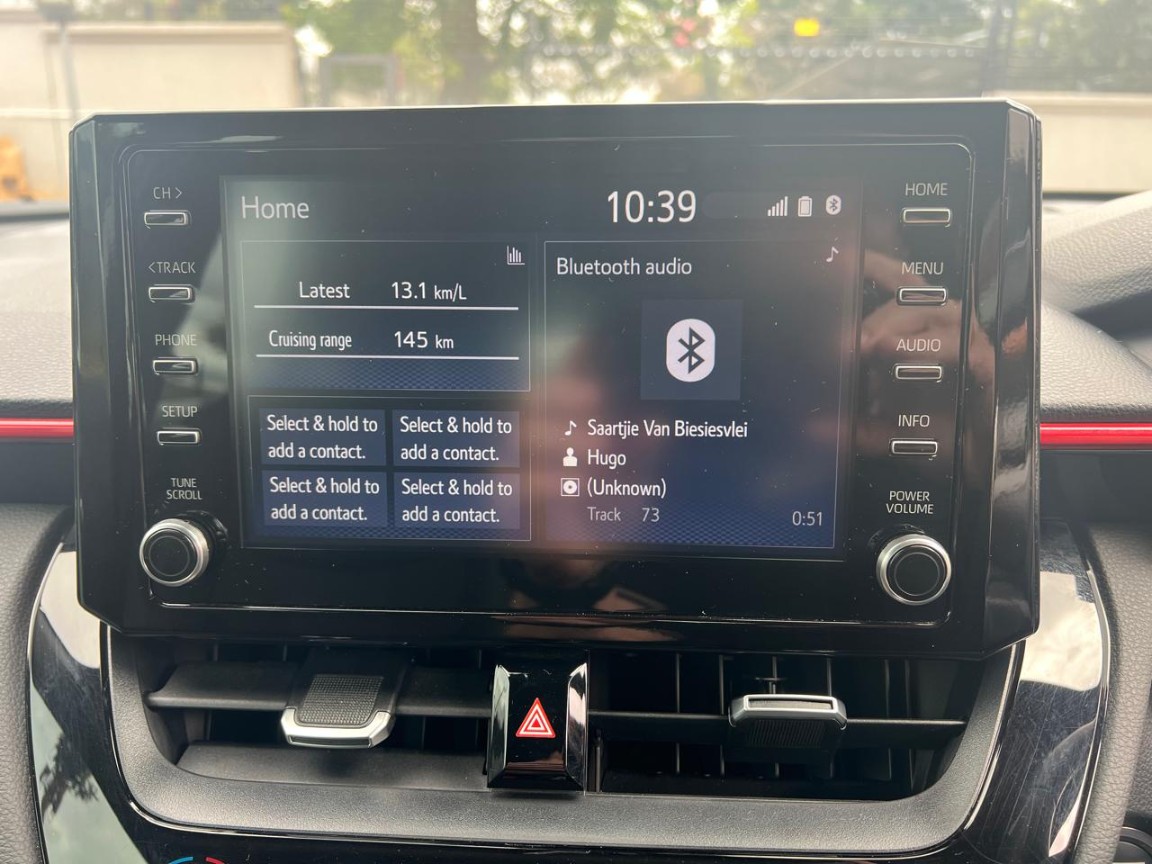 CH >
<TRACK
PHONE
SETUP
TUNE
SCROLL
Home
10:39
Latest 13.1 km/L
Cruising range 145 km
Select & hold to
add a contact.
Select & hold to
add a contact.
Select & hold to
add a contact.
Select & hold to
add a contact.
Bluetooth audio
Saartjie Van Biesiesvlei
Hugo
(Unknown)
Track 73 0:51
HOME
MENU
AUDIO
INFO
POWER
VOLUME